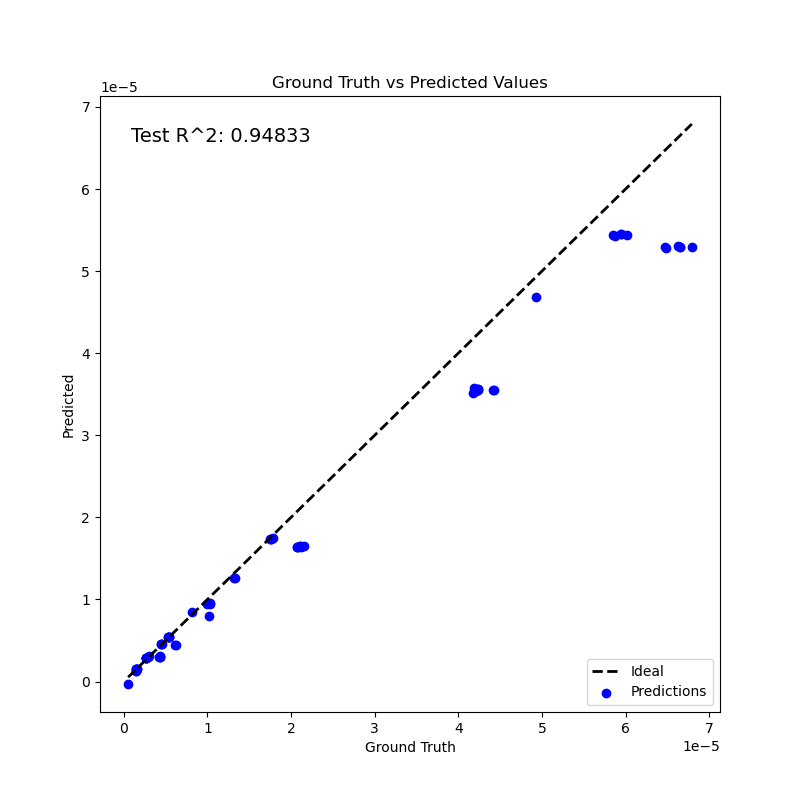 Ground Truth vs Predicted Values
1e−5
Test R^2: 0.94833
7
6
5
4
3
2
1
0
Predicted
Ideal
Predictions
0 1 2 3 4 5 6 7
Ground Truth
1e−5